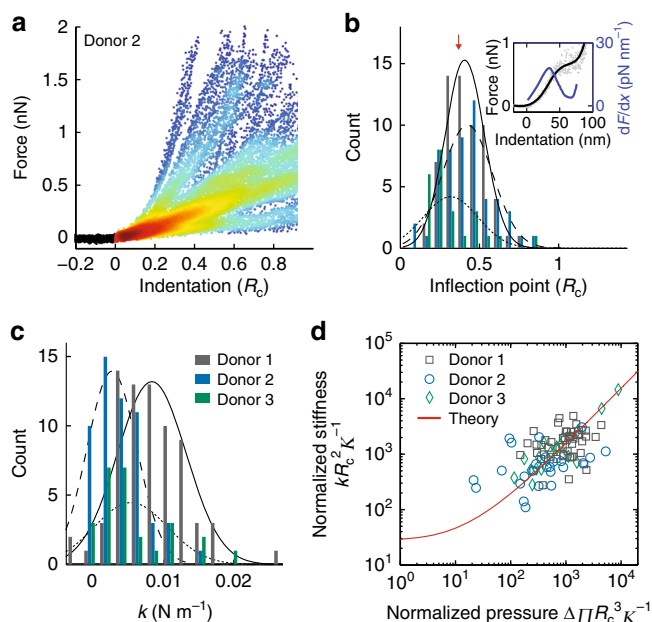 a
Donor 2
Force (nN)
2
1.5
1
0.5
0
–0.2
0
0.2
0.4
0.6
0.8
Indentation (Rc)
b
Count
15
10
5
0
0
0.5
1
Inflection point (Rc)
Force (nN)
1
0
0
50
100
Indentation (nm)
30
0
dF/dx (pN nm–1)
c
Count
15
10
5
0
0
0.01
0.02
k (N m–1)
Donor 1
Donor 2
Donor 3
d
Normalized stiffness
kRc2K–1
105
104
103
102
101
100
101
102
103
104
Normalized pressure ΔΠRc3K–1
Donor 1
Donor 2
Donor 3
Theory